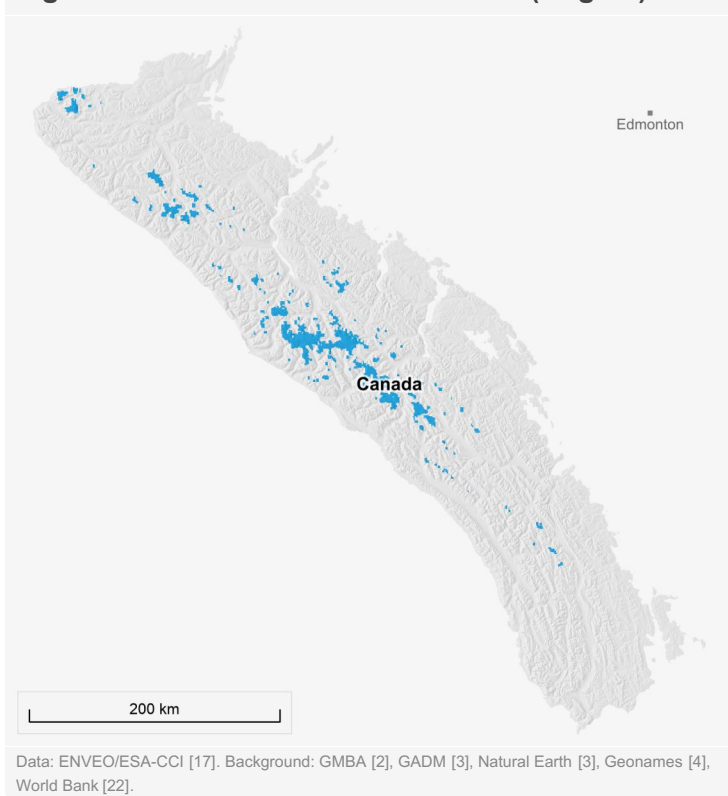 Edmonton
Canada
200 km
Data: ENVEO/ESA-CCI [17]. Background: GMBA [2], GADM [3], Natural Earth [3], Geonames [4],
World Bank [22].